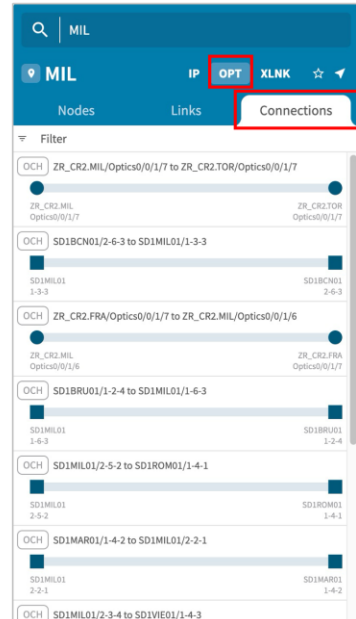 MIL
MIL IP OPT XLNK
Nodes Links Connections
Filter
OCH ZR_CR2.MIL/Optics0/0/1/7 to ZR_CR2.TOR/Optics0/0/1/7
ZR_CR2.MIL ZR_CR2.TOR
Optics0/0/1/7 Optics0/0/1/7
OCH SD1BCN01/2-6-3 to SD1MIL01/1-3-3
SD1MIL01 SD1BCN01
1-3-3 2-6-3
OCH ZR_CR2.FRA/Optics0/0/1/7 to ZR_CR2.MIL/Optics0/0/1/6
ZR_CR2.MIL ZR_CR2.FRA
Optics0/0/1/6 Optics0/0/1/7
OCH SD1BRU01/1-2-4 to SD1MIL01/1-6-3
SD1MIL01 SD1BRU01
1-6-3 1-2-4
OCH SD1MIL01/2-5-2 to SD1ROM01/1-4-1
SD1MIL01 SD1ROM01
2-5-2 1-4-1
OCH SD1MAR01/1-4-2 to SD1MIL01/2-2-1
SD1MIL01 SD1MAR01
2-2-1 1-4-2
OCH SD1MIL01/2-3-4 to SD1VIE01/1-4-3